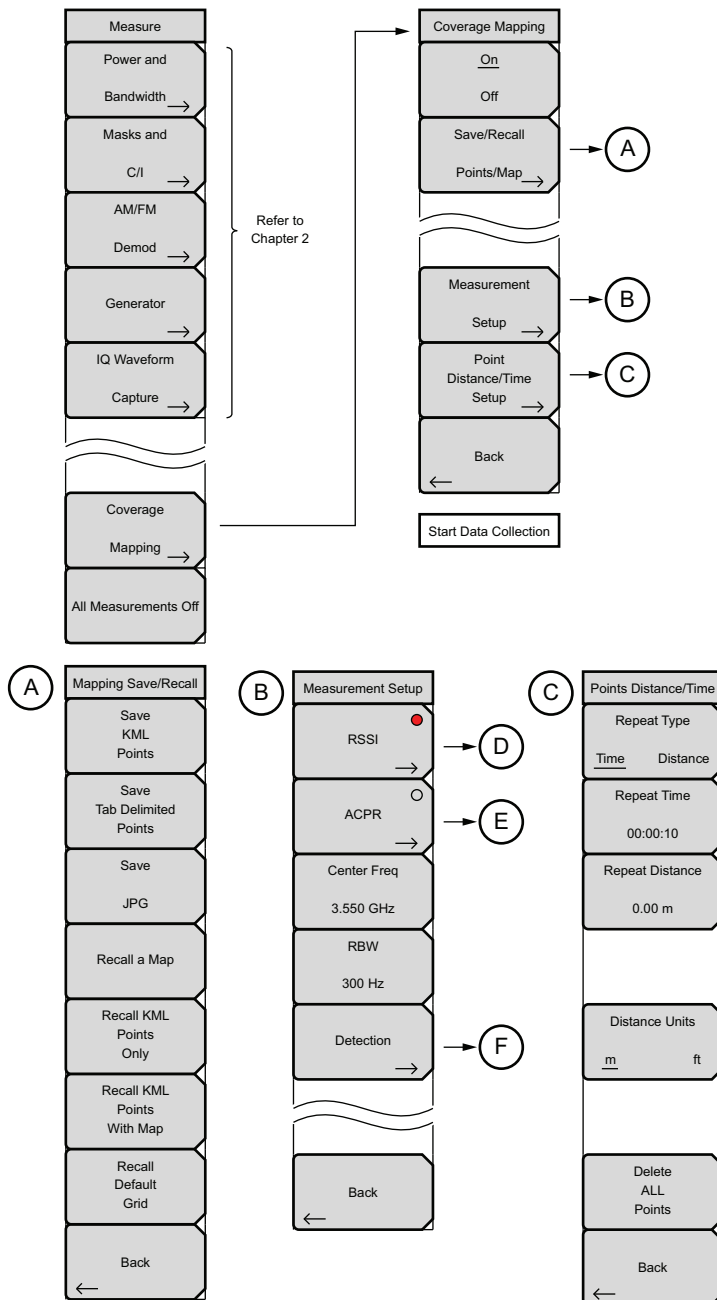 Measure
Power and
Bandwidth
Masks and
C/I
AM/FM
Demod
Generator
IQ Waveform
Capture
Refer to
Chapter 2
Coverage
Mapping
All Measurements Off
Coverage Mapping
On
Off
Save/Recall
Points/Map
A
Measurement
Setup
B
Point
Distance/Time
Setup
C
Back
Start Data Collection
A
Mapping Save/Recall
Save
KML
Points
Save
Tab Delimited
Points
Save
JPG
Recall a Map
Recall KML
Points
Only
Recall KML
Points
With Map
Recall
Default
Grid
Back
B
Measurement Setup
RSSI
D
ACPR
E
Center Freq
3.550 GHz
RBW
300 Hz
Detection
F
Back
C
Points Distance/Time
Repeat Type
Time Distance
Repeat Time
00:00:10
Repeat Distance
0.00 m
Distance Units
m ft
Delete
ALL
Points
Back